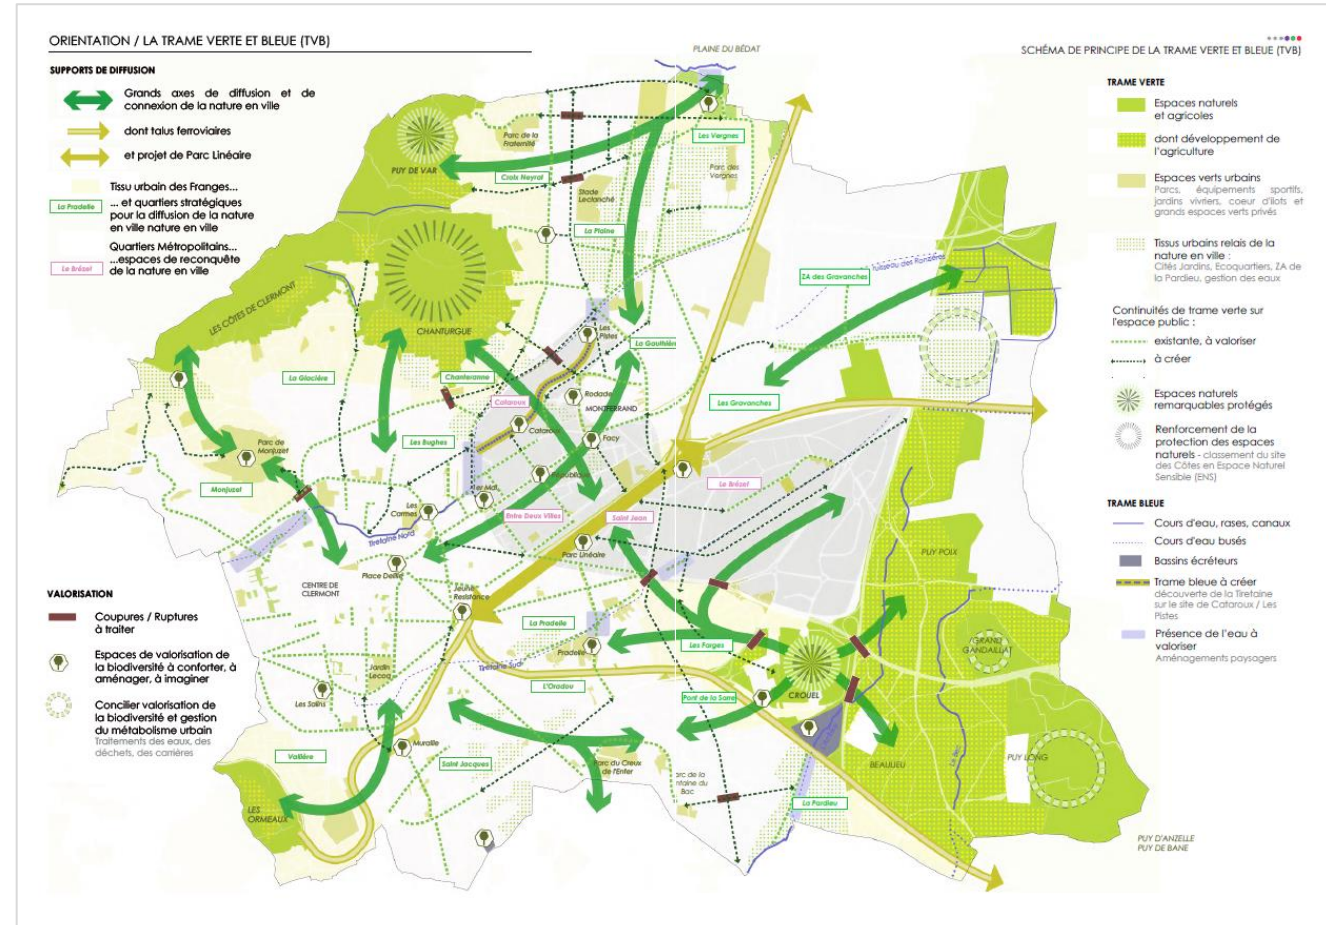 ORIENTATION / LA TRAME VERTE ET BLEUE (TVB)
SCHÉMA DE PRINCIPE DE LA TRAME VERTE ET BLEUE (TVB)
SUPPORTS DE DIFFUSION
Grands axes de diffusion et de
connexion de la nature en ville
dont talus ferroviaires
et projet de Parc Linéaire
Tissu urbain des Franges...
La Pradelle
... et quartiers stratégiques
pour la diffusion de la nature
en ville nature en ville
Quartiers Métropolitains...
Le Brézet
...espaces de reconquête
de la nature en ville
VALORISATION
Coupures / Ruptures
à traiter
Espaces de valorisation de
la biodiversité à conforter, à
aménager, à imaginer
Concilier valorisation de
la biodiversité et gestion
du métabolisme urbain
Traitements des eaux, des
déchets, des carrières
PLAINE DU BÉDAT
Parc de la
Fraternité
Les Vergnes
PUY DE VAR
Croix Neyrat
Parc des
Vergnes
Stade
Leclanché
La Plaine
LES CÔTES DE CLERMONT
CHANTURGUE
ZA des Gravanches
Ruisseau des Ronzières
Les
Pistes
La Gauthière
La Glacière
Chanteranne
Cataroux
Rodade
MONTFERRAND
Les Gravanches
Cataroux
Les Bughes
Facy
Parc de
Monjuzet
République
Le Brézet
Monjuzet
1er Mai
Les
Carmes
Entre Deux Villes
Saint Jean
Tiretaine Nord
Parc Linéaire
PUY POIX
Place Delille
CENTRE DE
CLERMONT
Jeune
Resistance
La Pradelle
Pradelle
Les Forges
GRAND
GANDAILLAT
Jardin
Lecoq
Tiretaine Sud
L'Oradou
Pont de la Sarre
CROUEL
Les Salins
Muraille
Vallière
Saint Jacques
Parc du Creux
de l'Enfer
BEAULIEU
PUY LONG
LES
ORMEAUX
La Pardieu
PUY D'ANZELLE
PUY DE BANE
TRAME VERTE
Espaces naturels
et agricoles
dont développement de
l'agriculture
Espaces verts urbains
Parcs, équipements sportifs,
jardins vivriers, coeur d'ilots et
grands espaces verts privés
Tissus urbains relais de la
nature en ville :
Cités Jardins, Ecoquartiers, ZA de
la Pardieu, gestion des eaux
Continuités de trame verte sur
l'espace public :
existante, à valoriser
à créer
Espaces naturels
remarquables protégés
Renforcement de la
protection des espaces
naturels - classement du site
des Côtes en Espace Naturel
Sensible (ENS)
TRAME BLEUE
Cours d'eau, rases, canaux
Cours d'eau busés
Bassins écréteurs
Trame bleue à créer
découverte de la Tiretaine
sur le site de Cataroux / Les
Pistes
Présence de l'eau à
valoriser
Aménagements paysagers